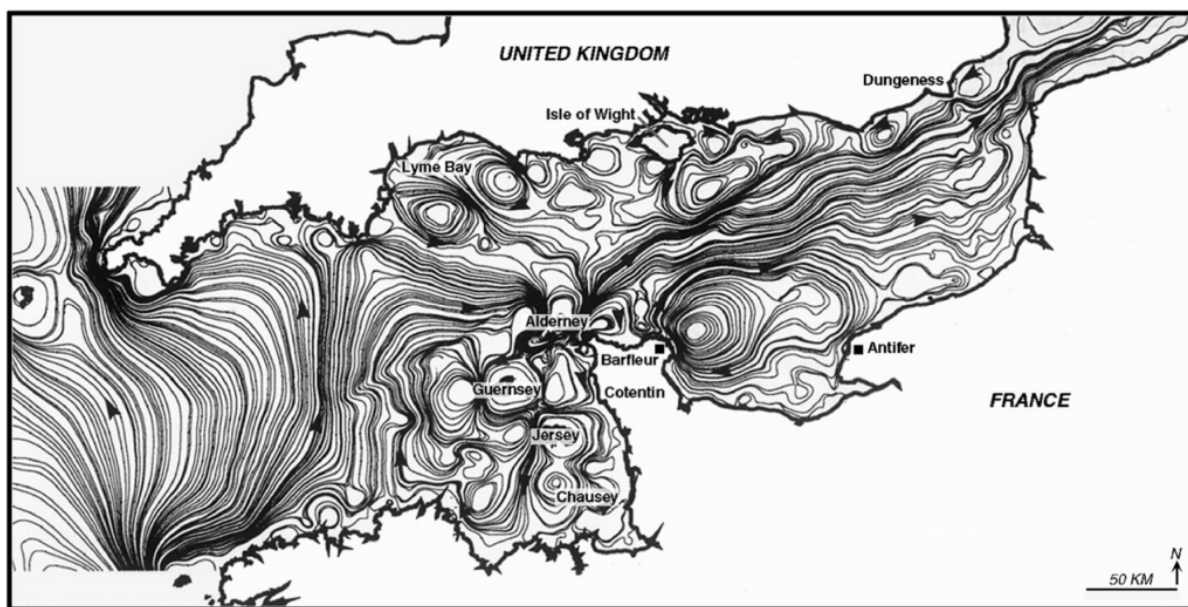 UNITED KINGDOM
Dungeness
Isle of Wight
Lyme Bay
Alderney
Barfleur
Antifer
Guernsey
Cotentin
FRANCE
Jersey
Chausey
N
50 KM